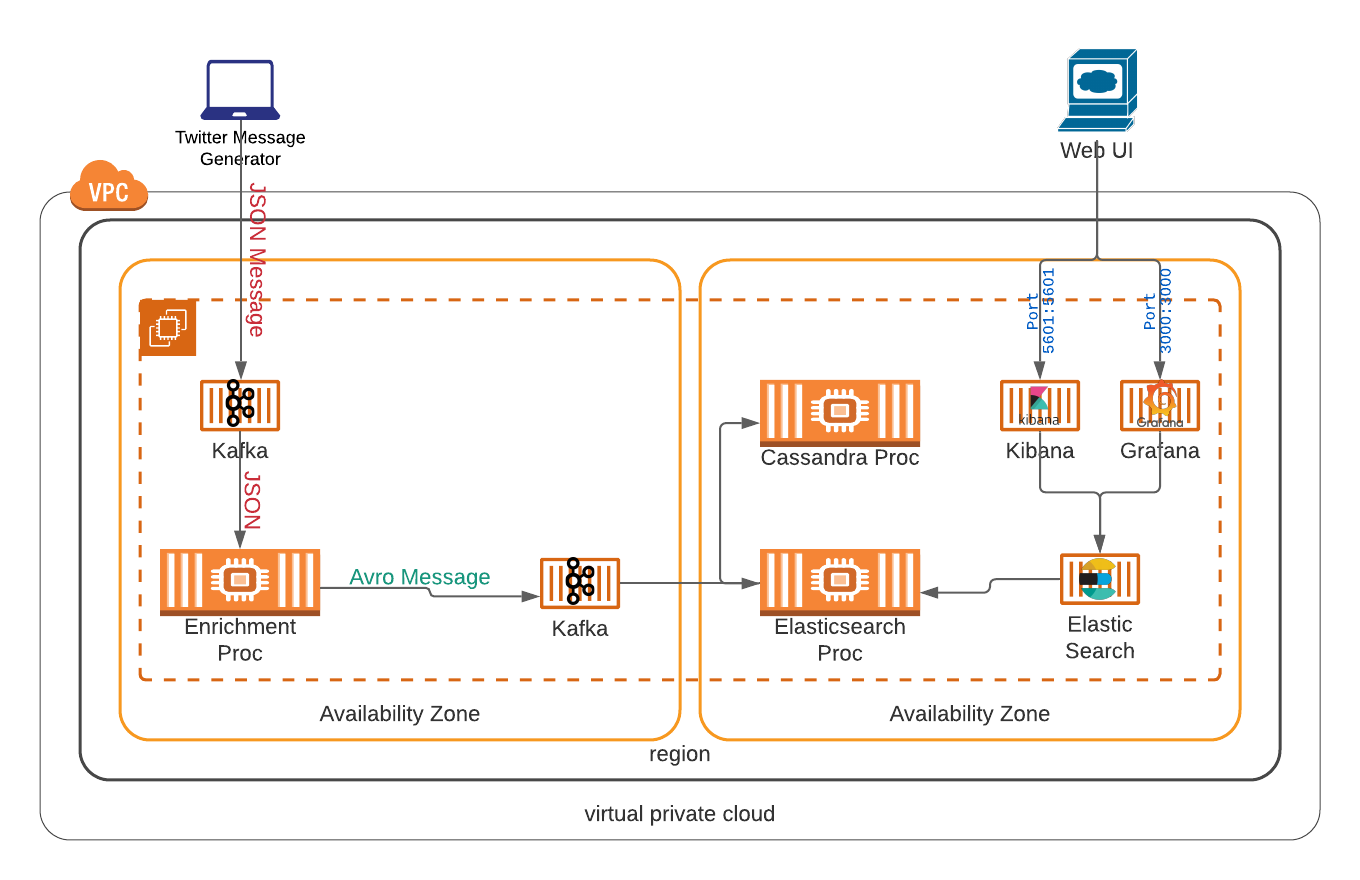 Twitter Message
Generator
Web UI
VPC
JSON Message
Port
5601:5601
Port
3000:3000
kibana
Grafana
Kafka
Cassandra Proc
Kibana
Grafana
JSON
Avro Message
Enrichment
Proc
Kafka
Elasticsearch
Proc
Elastic
Search
Availability Zone
Availability Zone
region
virtual private cloud